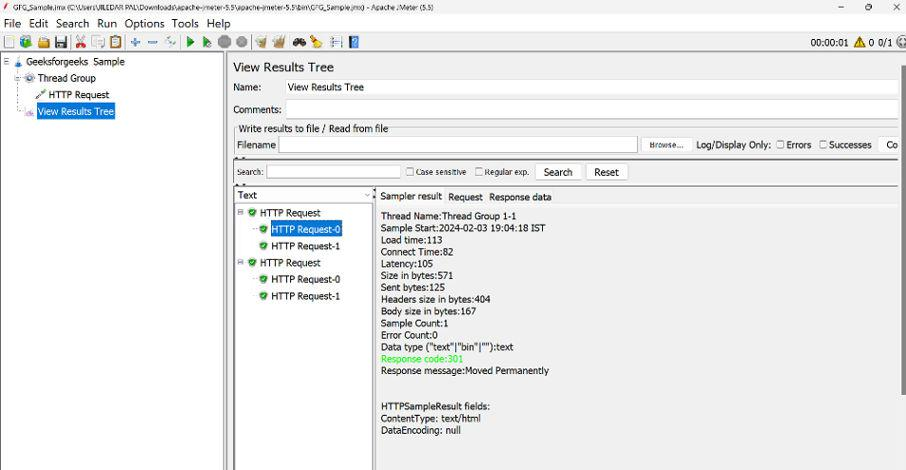 GFG_Sample.jmx (C:\Users\UILEDAR PAL\Downloads\apache-jmeter-5.5\apache-jmeter-5.5\bin\GFG_Sample.jmx) - Apache JMeter (5.5)
File Edit Search Run Options Tools Help
00:00:01 0 0/1
Geeksforgeeks Sample
Thread Group
HTTP Request
View Results Tree
View Results Tree
Name: View Results Tree
Comments:
Write results to file / Read from file
Filename Browse... Log/Display Only: Errors Successes Co
Search: Case sensitive Regular exp. Search Reset
Text
HTTP Request
HTTP Request-0
HTTP Request-1
HTTP Request
HTTP Request-0
HTTP Request-1
Sampler result Request Response data
Thread Name:Thread Group 1-1
Sample Start:2024-02-03 19:04:18 IST
Load time:113
Connect Time:82
Latency:105
Size in bytes:571
Sent bytes:125
Headers size in bytes:404
Body size in bytes:167
Sample Count:1
Error Count:0
Data type ("text"|"bin"|""):text
Response code:301
Response message:Moved Permanently
HTTPSampleResult fields:
ContentType: text/html
DataEncoding: null